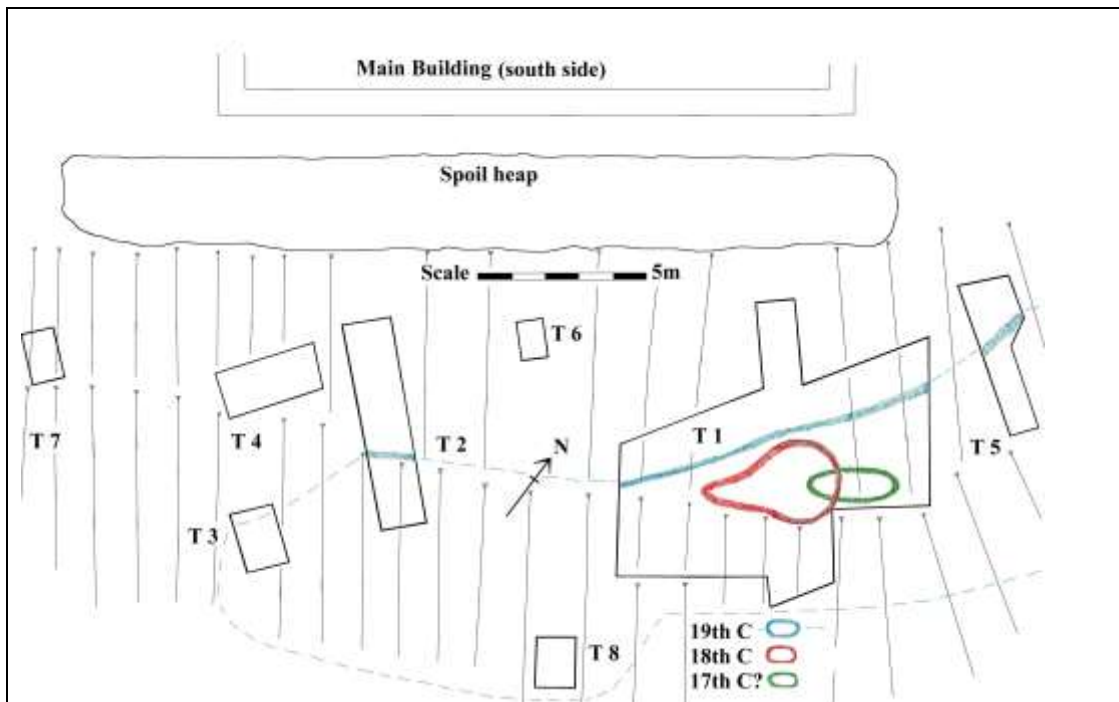 Main Building (south side)
Spoil heap
Scale 5m
T 6
T 7
T 4
T 2
N
T 1
T 5
T 3
T 8
19th C
18th C
17th C?